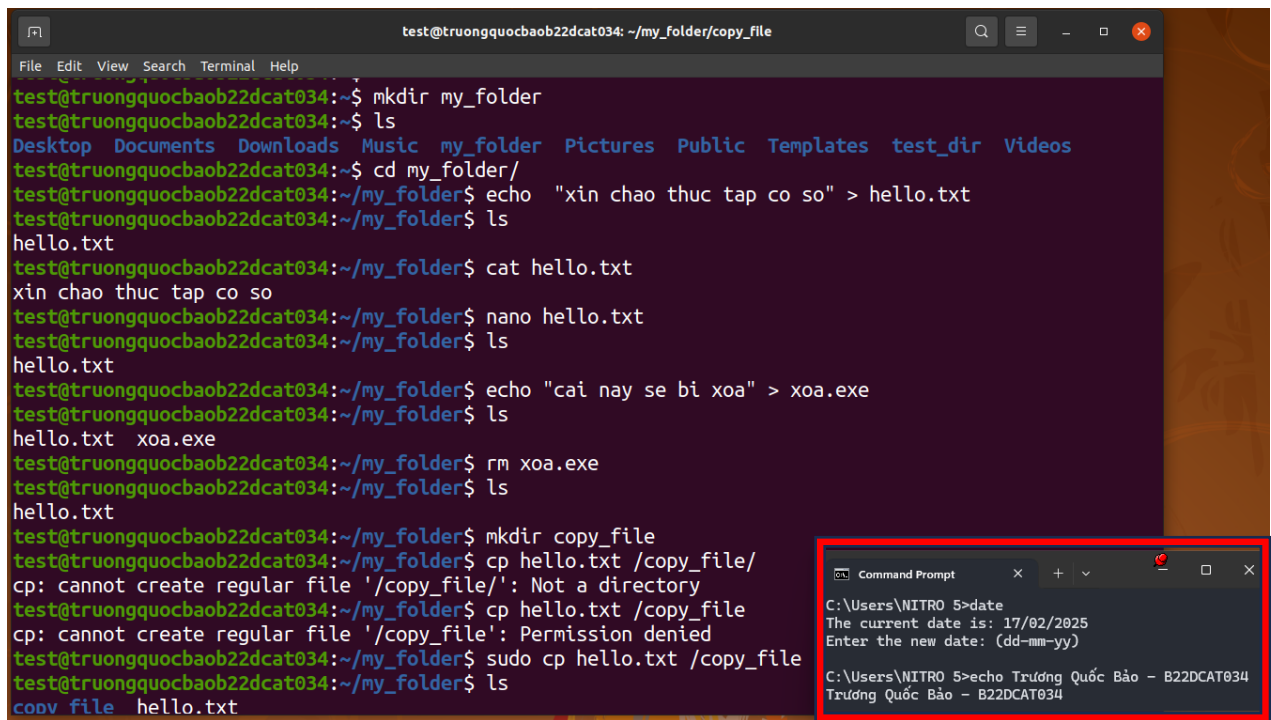 test@truongquocbaob22dcat034: ~/my_folder/copy_file
File Edit View Search Terminal Help
test@truongquocbaob22dcat034:~$ mkdir my_folder
test@truongquocbaob22dcat034:~$ ls
Desktop Documents Downloads Music my_folder Pictures Public Templates test_dir Videos
test@truongquocbaob22dcat034:~$ cd my_folder/
test@truongquocbaob22dcat034:~/my_folder$ echo  "xin chao thuc tap co so" > hello.txt
test@truongquocbaob22dcat034:~/my_folder$ ls
hello.txt
test@truongquocbaob22dcat034:~/my_folder$ cat hello.txt
xin chao thuc tap co so
test@truongquocbaob22dcat034:~/my_folder$ nano hello.txt
test@truongquocbaob22dcat034:~/my_folder$ ls
hello.txt
test@truongquocbaob22dcat034:~/my_folder$ echo "cai nay se bi xoa" > xoa.exe
test@truongquocbaob22dcat034:~/my_folder$ ls
hello.txt  xoa.exe
test@truongquocbaob22dcat034:~/my_folder$ rm xoa.exe
test@truongquocbaob22dcat034:~/my_folder$ ls
hello.txt
test@truongquocbaob22dcat034:~/my_folder$ mkdir copy_file
test@truongquocbaob22dcat034:~/my_folder$ cp hello.txt /copy_file/
cp: cannot create regular file '/copy_file/': Not a directory
test@truongquocbaob22dcat034:~/my_folder$ cp hello.txt /copy_file
cp: cannot create regular file '/copy_file': Permission denied
test@truongquocbaob22dcat034:~/my_folder$ sudo cp hello.txt /copy_file
test@truongquocbaob22dcat034:~/my_folder$ ls
copy_file  hello.txt
Command Prompt
C:\Users\NITRO 5>date
The current date is: 17/02/2025
Enter the new date: (dd-mm-yy)
C:\Users\NITRO 5>echo Trương Quốc Bảo – B22DCAT034
Trương Quốc Bảo – B22DCAT034